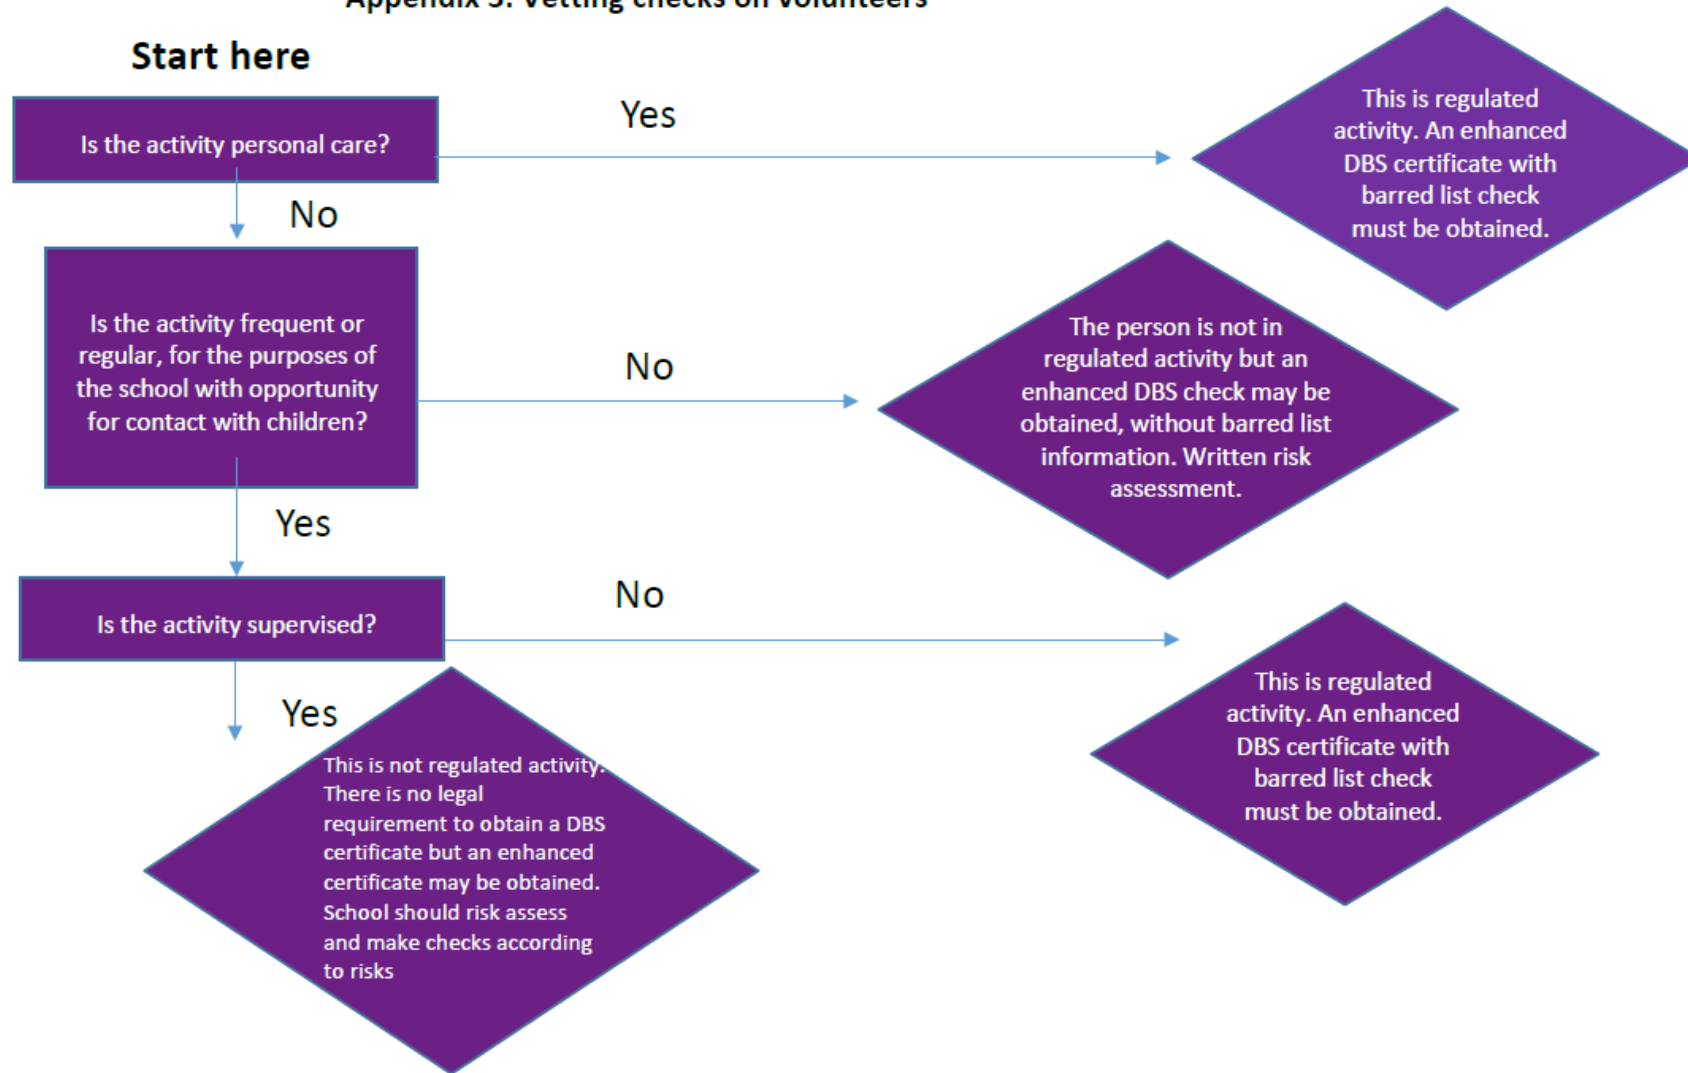 Appendix 3: Vetting checks on volunteers
Start here
Is the activity personal care?
Yes
This is regulated
activity. An enhanced
DBS certificate with
barred list check
must be obtained.
No
Is the activity frequent or
regular, for the purposes of
the school with opportunity
for contact with children?
No
The person is not in
regulated activity but an
enhanced DBS check may be
obtained, without barred list
information. Written risk
assessment.
Yes
Is the activity supervised?
No
This is regulated
activity. An enhanced
DBS certificate with
barred list check
must be obtained.
Yes
This is not regulated activity.
There is no legal
requirement to obtain a DBS
certificate but an enhanced
certificate may be obtained.
School should risk assess
and make checks according
to risks